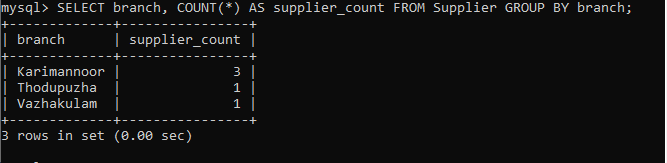 mysql> SELECT branch, COUNT(*) AS supplier_count FROM Supplier GROUP BY branch;
+------------+----------------+
| branch     | supplier_count |
+------------+----------------+
| Karimannoor |              3 |
| Thodupuzha |              1 |
| Vazhakulam |              1 |
+------------+----------------+
3 rows in set (0.00 sec)